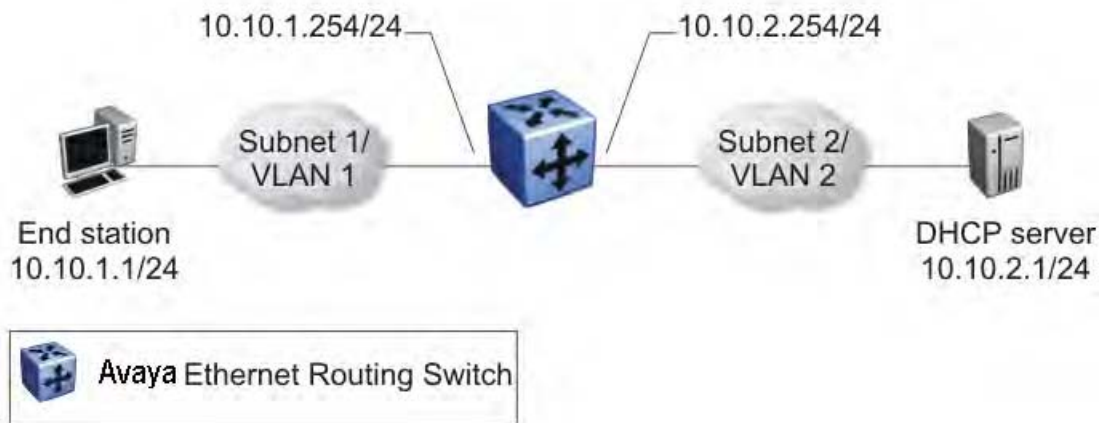 10.10.1.254/24
10.10.2.254/24
Subnet 1/
VLAN 1
Subnet 2/
VLAN 2
End station
10.10.1.1/24
DHCP server
10.10.2.1/24
Avaya Ethernet Routing Switch